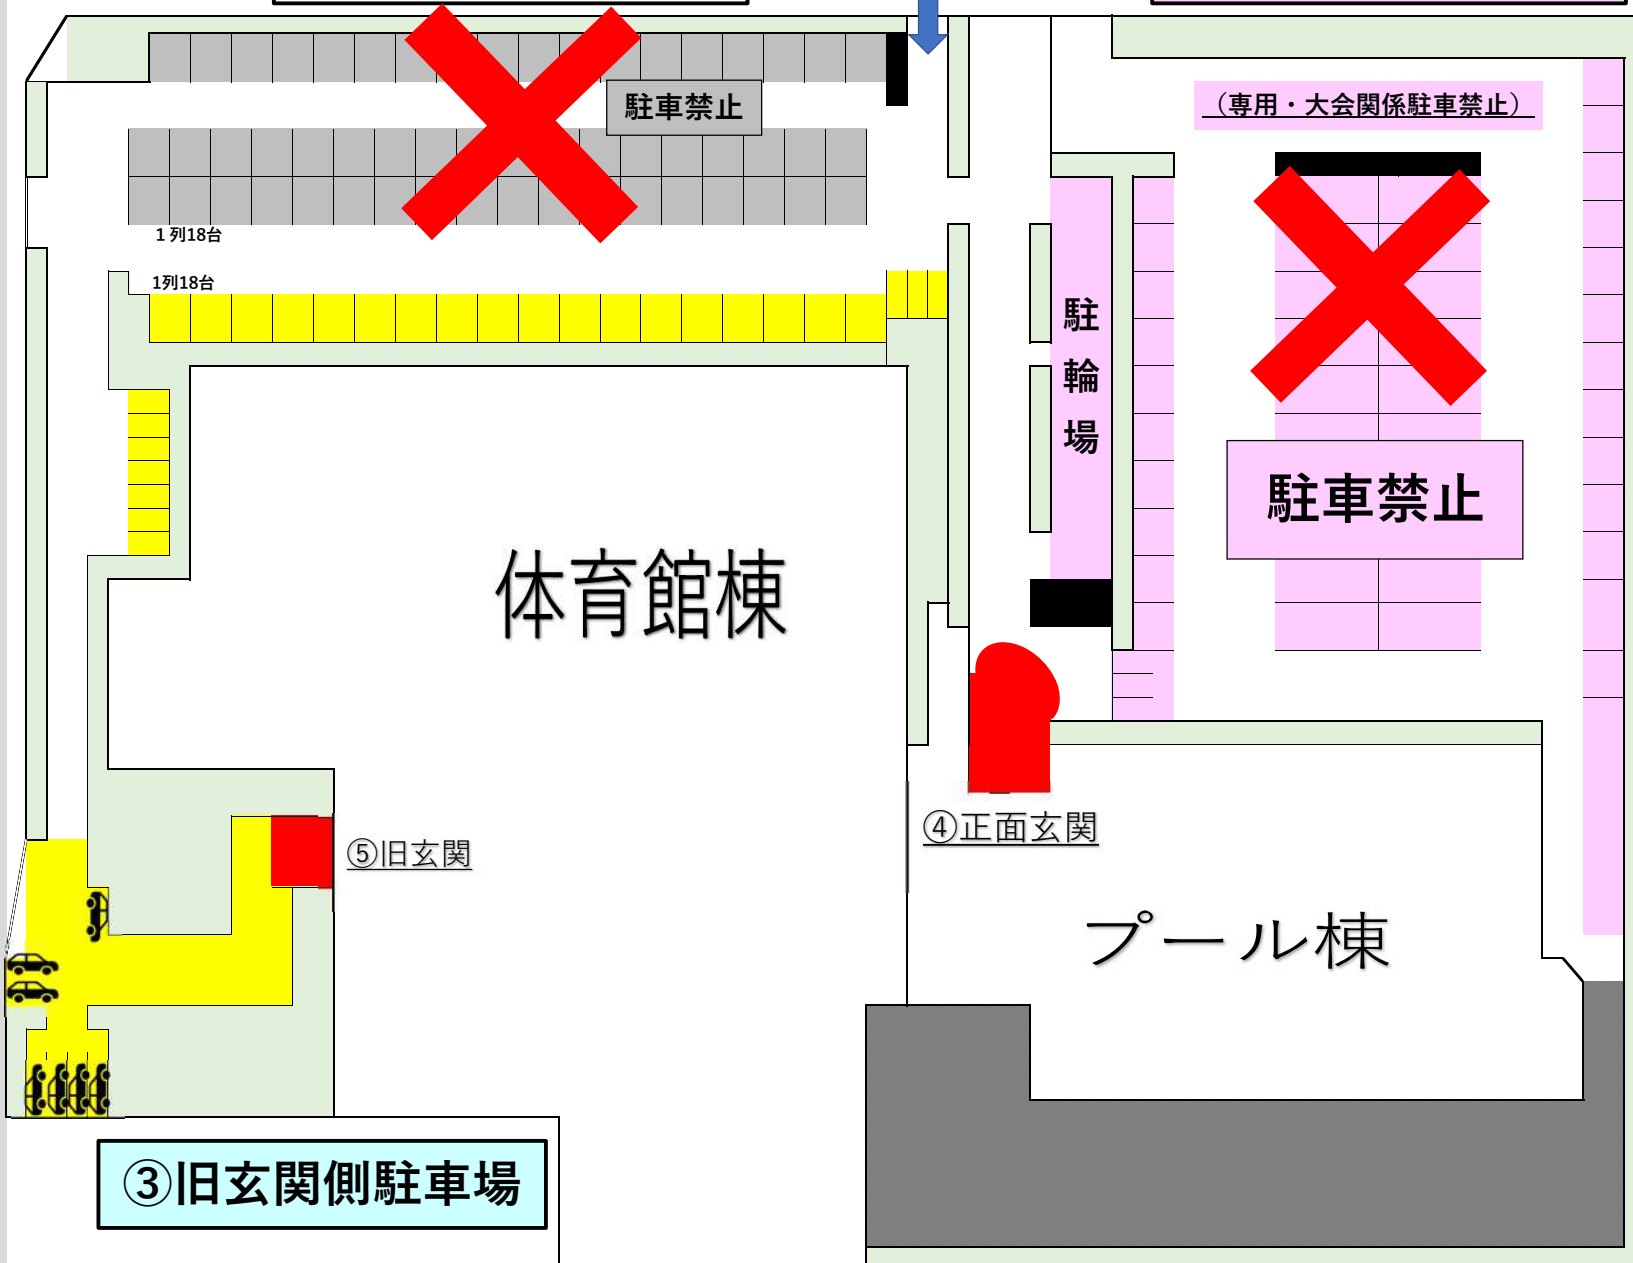 駐車禁止
（専用・大会関係駐車禁止）
１列18台
1列18台
駐輪場
駐車禁止
体育館棟
④正面玄関
⑤旧玄関
プール棟
③旧玄関側駐車場